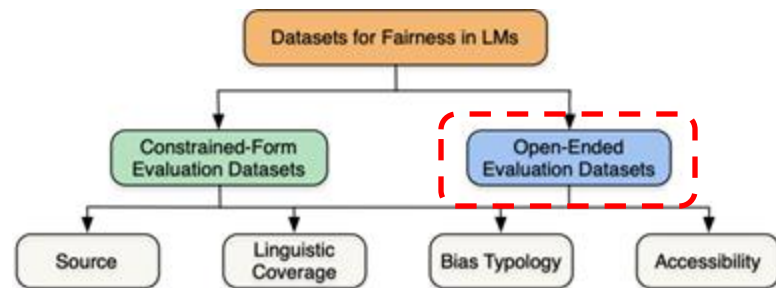 Datasets for Fairness in LMs
Constrained-Form
Evaluation Datasets
Open-Ended
Evaluation Datasets
Source
Linguistic
Coverage
Bias Typology
Accessibility